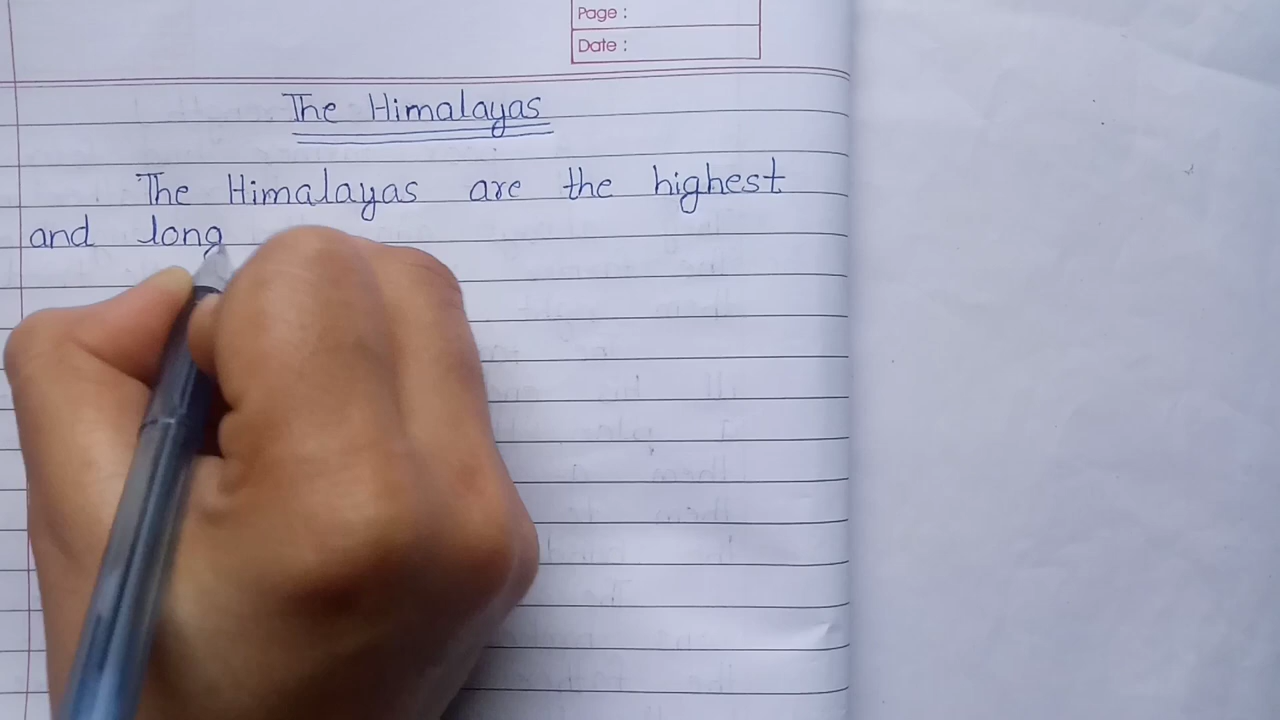 Page :
Date :
The Himalayas
The Himalayas are the highest
and long